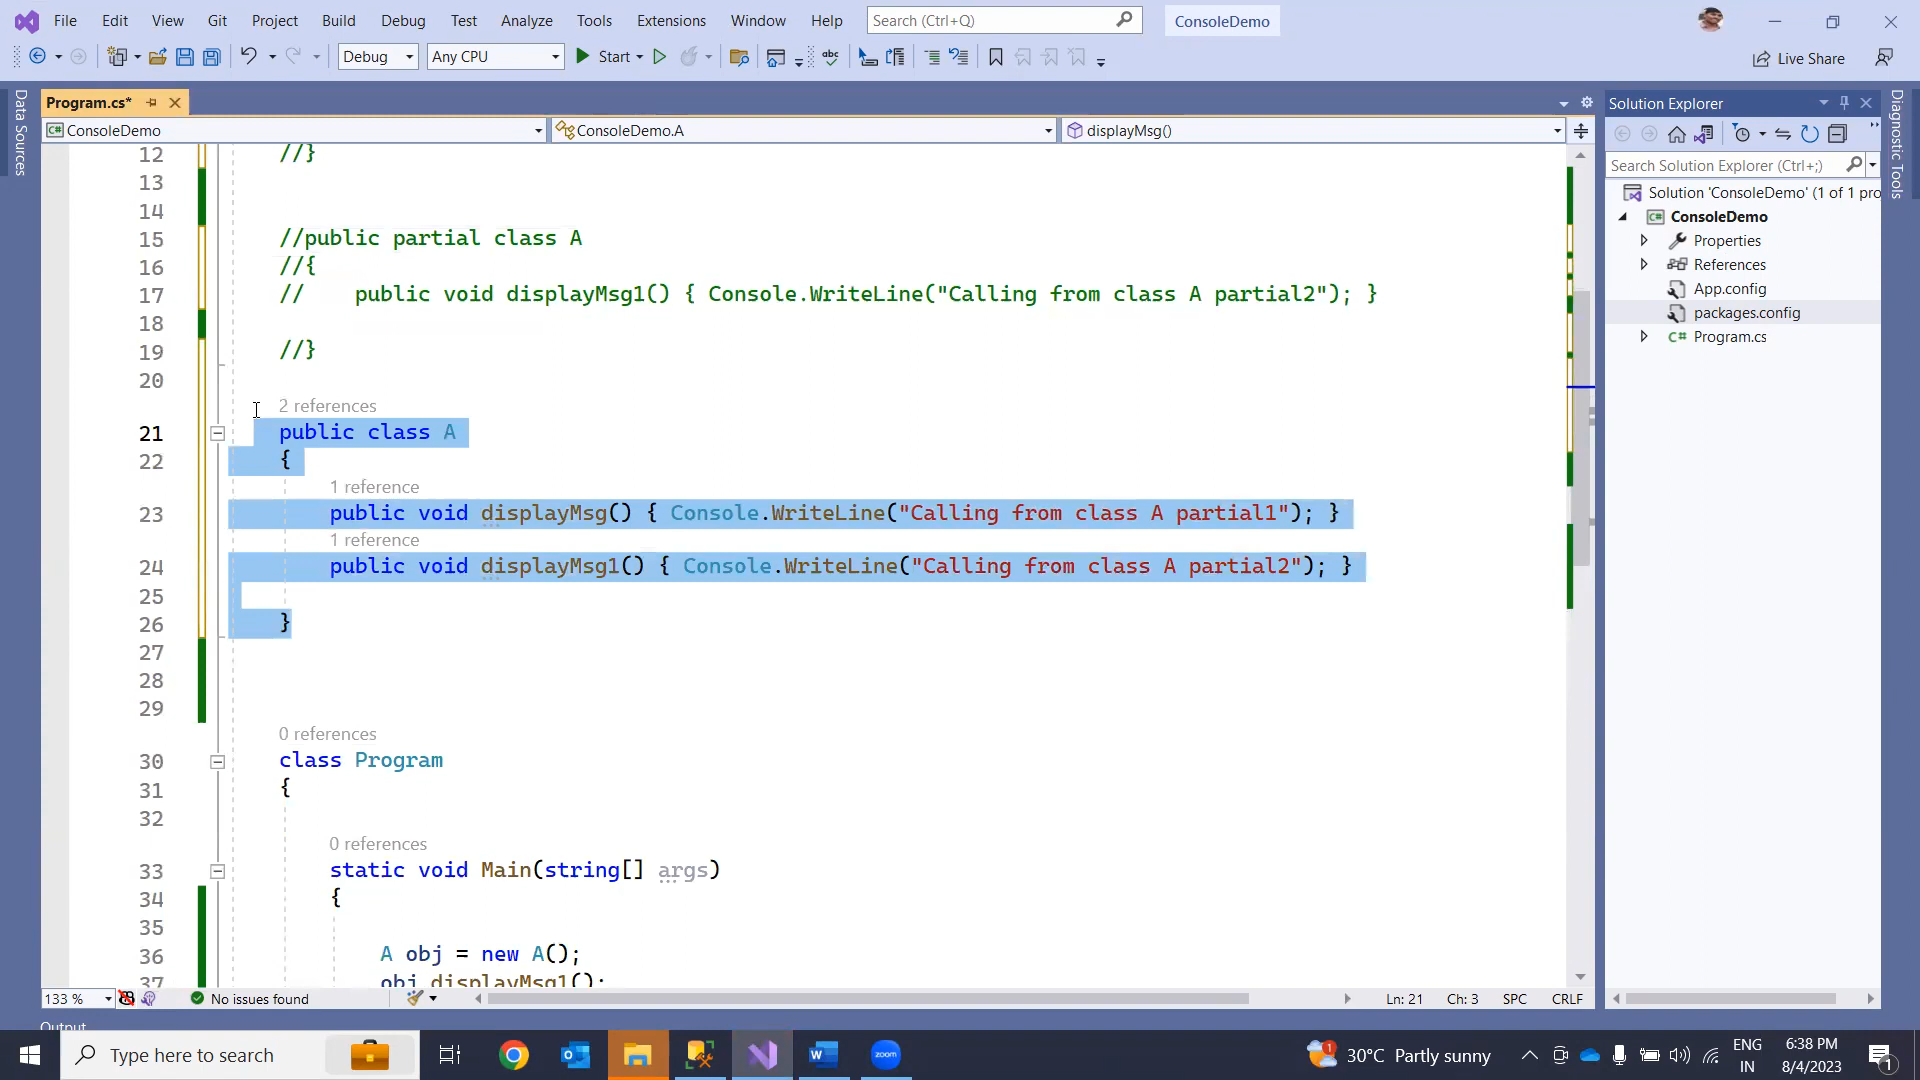 File Edit View Git Project Build Debug Test Analyze Tools Extensions Window Help Search (Ctrl+Q) ConsoleDemo
Debug Any CPU Start abc Live Share
Data Sources
Program.cs*
C# ConsoleDemo ConsoleDemo.A displayMsg()
12 //}
13
14
15 //public partial class A
16 //{
17 // public void displayMsg1() { Console.WriteLine("Calling from class A partial2"); }
18
19 //}
20
2 references
21 public class A
22 {
1 reference
23 public void displayMsg() { Console.WriteLine("Calling from class A partial1"); }
1 reference
24 public void displayMsg1() { Console.WriteLine("Calling from class A partial2"); }
25
26 }
27
28
29
0 references
30 class Program
31 {
32
0 references
33 static void Main(string[] args)
34 {
35
36 A obj = new A();
37 obj.displayMsg1();
133 % No issues found Ln: 21 Ch: 3 SPC CRLF
Output
Solution Explorer
Search Solution Explorer (Ctrl+;)
Solution 'ConsoleDemo' (1 of 1 pro
C# ConsoleDemo
Properties
References
App.config
packages.config
C# Program.cs
Diagnostic Tools
Type here to search zoom 30°C Partly sunny ENG IN 6:38 PM 8/4/2023 1